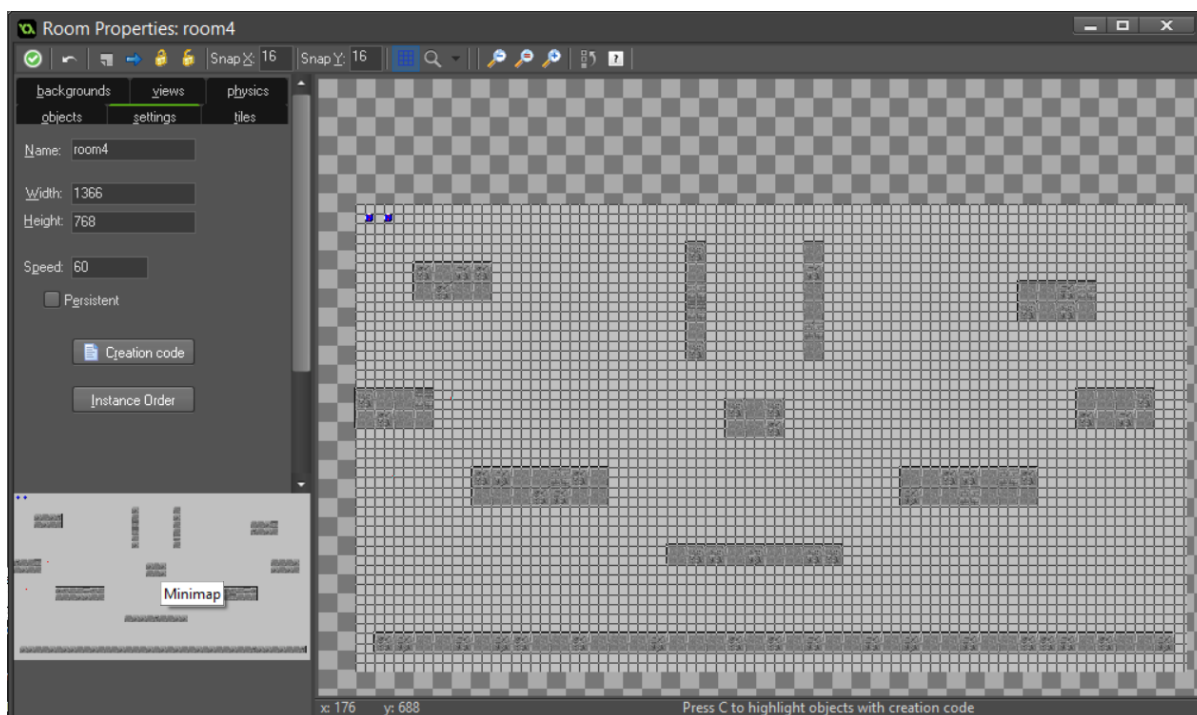 Room Properties: room4
Snap X: 16 Snap Y: 16
backgrounds views physics
objects settings tiles
Name: room4
Width: 1366
Height: 768
Speed: 60
Persistent
Creation code
Instance Order
Minimap
x: 176 y: 688 Press C to highlight objects with creation code